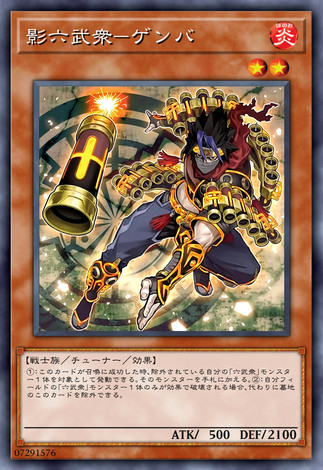 影六武衆－ゲンバ
炎
ほのお
【戦士族／チューナー／効果】
①：このカードが召喚に成功した時、除外されている自分の「六武衆」モンスタ
ー１体を対象として発動できる。そのモンスターを手札に加える。②：自分フィー
ルドの「六武衆」モンスター１体のみが効果で破壊される場合、代わりに墓地
のこのカードを除外できる。
ATK/ 500 DEF/2100
07291576